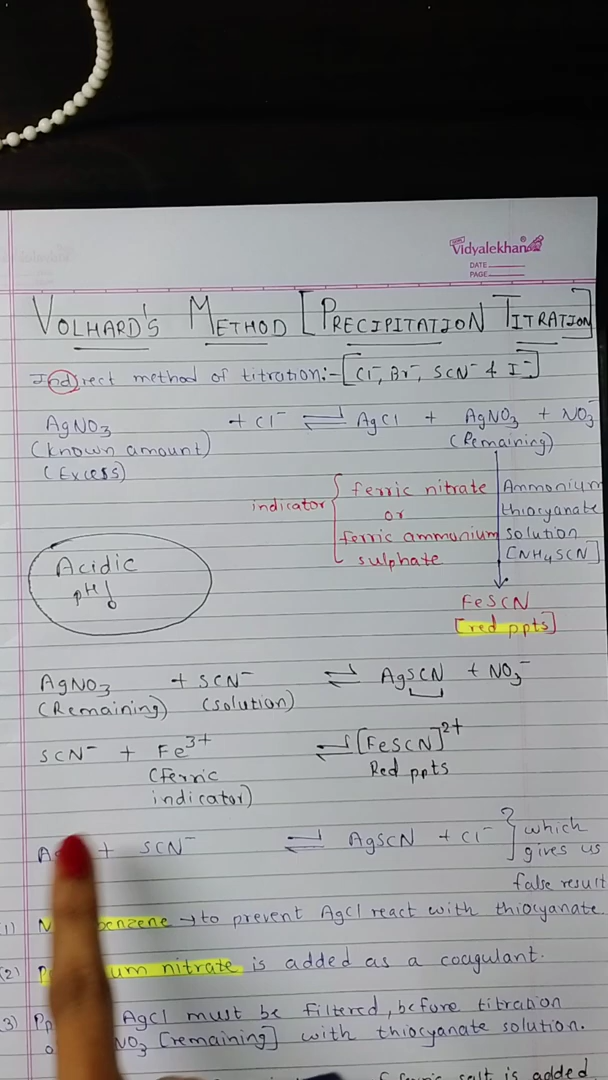 Vidyalekhan®
DATE
PAGE
VOLHARD'S METHOD [PRECIPITATION TITRATION]
Indirect method of titration:- [Cl⁻, Br⁻, SCN⁻ & I⁻]
AgNO₃ + Cl⁻ ⇌ AgCl + AgNO₃ + NO₃⁻
(known amount) (Remaining)
(Excess)
indicator { ferric nitrate
or
ferric ammonium
sulphate
Ammonium
thiocyanate
solution
[NH₄SCN]
Acidic
pH
FeSCN
[red ppts]
AgNO₃ + SCN⁻ ⇌ AgSCN + NO₃⁻
(Remaining) (solution)
SCN⁻ + Fe³⁺ ⇌ [FeSCN]²⁺
(ferric Red ppts
indicator)
+ SCN⁻ ⇌ AgSCN + Cl⁻ } which
gives us
false result
(1) benzene → to prevent AgCl react with thiocyanate.
(2) nitrate is added as a coagulant.
(3) AgCl must be filtered, before titration
[remaining] with thiocyanate solution.
salt is added